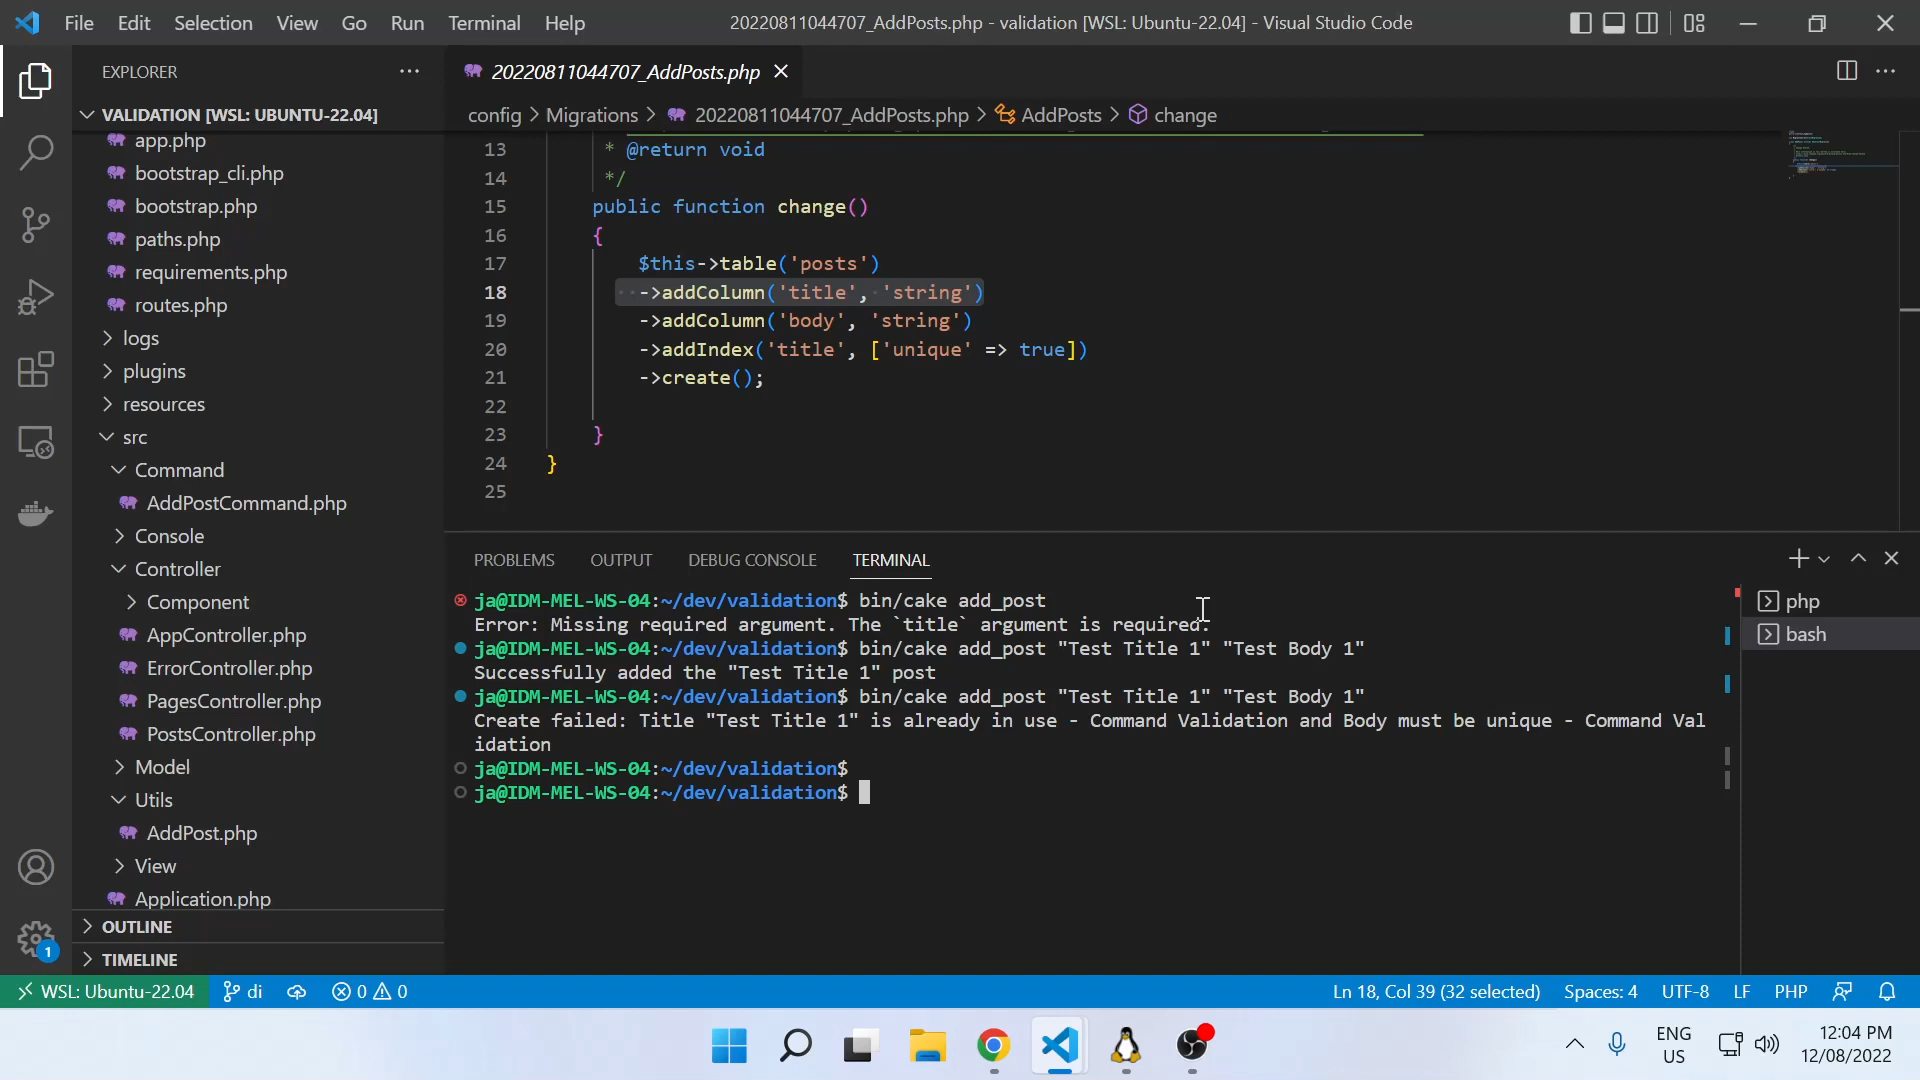 File Edit Selection View Go Run Terminal Help
20220811044707_AddPosts.php - validation [WSL: Ubuntu-22.04] - Visual Studio Code
EXPLORER
VALIDATION [WSL: UBUNTU-22.04]
app.php
bootstrap_cli.php
bootstrap.php
paths.php
requirements.php
routes.php
logs
plugins
resources
src
Command
AddPostCommand.php
Console
Controller
Component
AppController.php
ErrorController.php
PagesController.php
PostsController.php
Model
Utils
AddPost.php
View
Application.php
OUTLINE
TIMELINE
20220811044707_AddPosts.php
config > Migrations > 20220811044707_AddPosts.php > AddPosts > change
13 * @return void
14 */
15 public function change()
16 {
17 $this->table('posts')
18 ->addColumn('title', 'string')
19 ->addColumn('body', 'string')
20 ->addIndex('title', ['unique' => true])
21 ->create();
22
23 }
24 }
25
PROBLEMS OUTPUT DEBUG CONSOLE TERMINAL
ja@IDM-MEL-WS-04:~/dev/validation$ bin/cake add_post
Error: Missing required argument. The `title` argument is required.
ja@IDM-MEL-WS-04:~/dev/validation$ bin/cake add_post "Test Title 1" "Test Body 1"
Successfully added the "Test Title 1" post
ja@IDM-MEL-WS-04:~/dev/validation$ bin/cake add_post "Test Title 1" "Test Body 1"
Create failed: Title "Test Title 1" is already in use - Command Validation and Body must be unique - Command Val
idation
ja@IDM-MEL-WS-04:~/dev/validation$
ja@IDM-MEL-WS-04:~/dev/validation$
php
bash
1
WSL: Ubuntu-22.04 di 0 0
Ln 18, Col 39 (32 selected) Spaces: 4 UTF-8 LF PHP
ENG
US
12:04 PM
12/08/2022